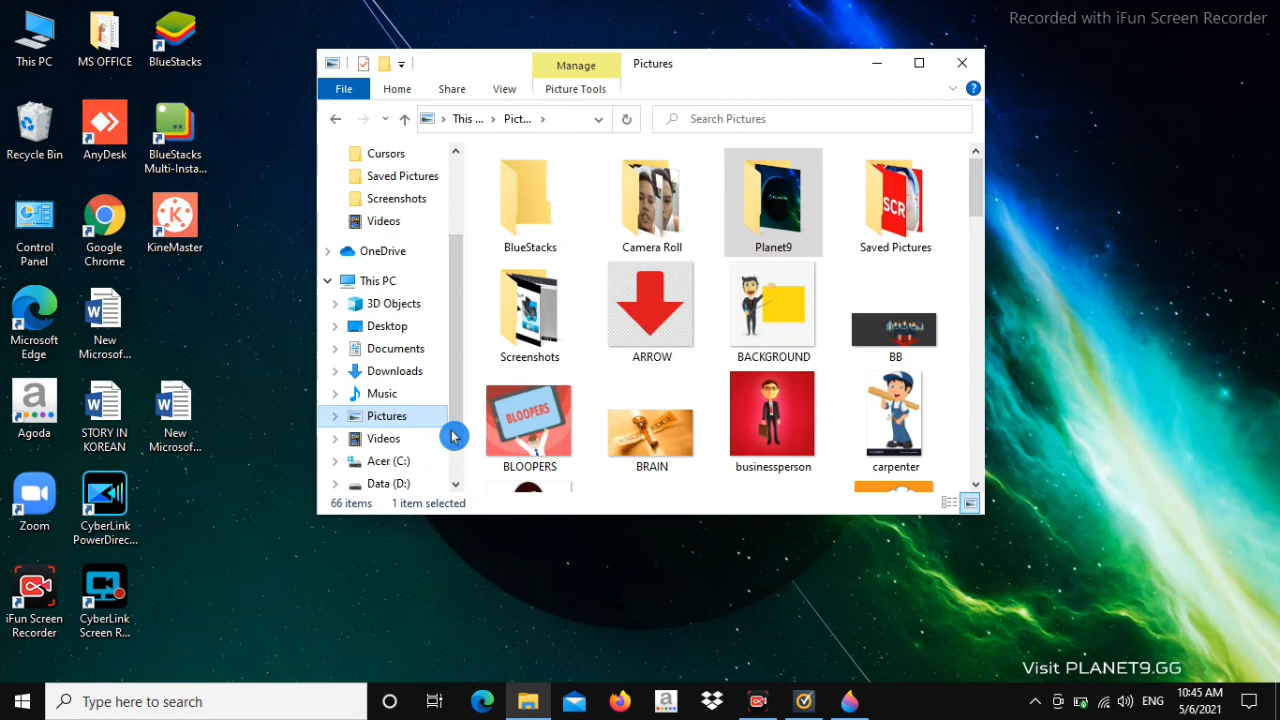 Recorded with iFun Screen Recorder
This PC
MS OFFICE
BlueStacks
Recycle Bin
AnyDesk
BlueStacks
Multi-Insta...
Control
Panel
Google
Chrome
KineMaster
Microsoft
Edge
New
Microsof...
Agoda
STORY IN
KOREAN
New
Microsof...
Zoom
CyberLink
PowerDirec...
iFun Screen
Recorder
CyberLink
Screen R...
Manage
Pictures
File
Home
Share
View
Picture Tools
This ...
Pict...
Search Pictures
Cursors
Saved Pictures
Screenshots
Videos
OneDrive
This PC
3D Objects
Desktop
Documents
Downloads
Music
Pictures
Videos
Acer (C:)
Data (D:)
BlueStacks
Camera Roll
Planet9
SCR
Saved Pictures
Screenshots
ARROW
BACKGROUND
BB
BLOOPERS
BLOOPERS
KNOWLEDGE
BRAIN
businessperson
carpenter
66 items
1 item selected
Visit PLANET9.GG
Type here to search
ENG
10:45 AM
5/6/2021